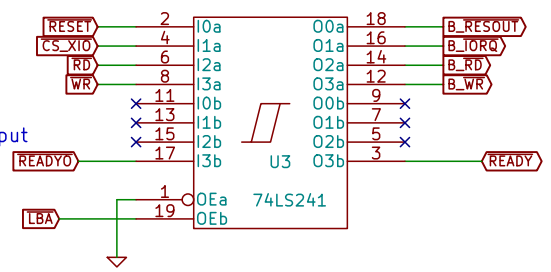 RESET 2 I0a O0a 18 B_RESOUT
CS_XIO 4 I1a O1a 16 B_IORQ
RD 6 I2a O2a 14 B_RD
WR 8 I3a O3a 12 B_WR
11 I0b O0b 9
13 I1b O1b 7
put 15 I2b O2b 5
READYO 17 I3b U3 O3b 3 READY
1 OEa 74LS241
LBA 19 OEb